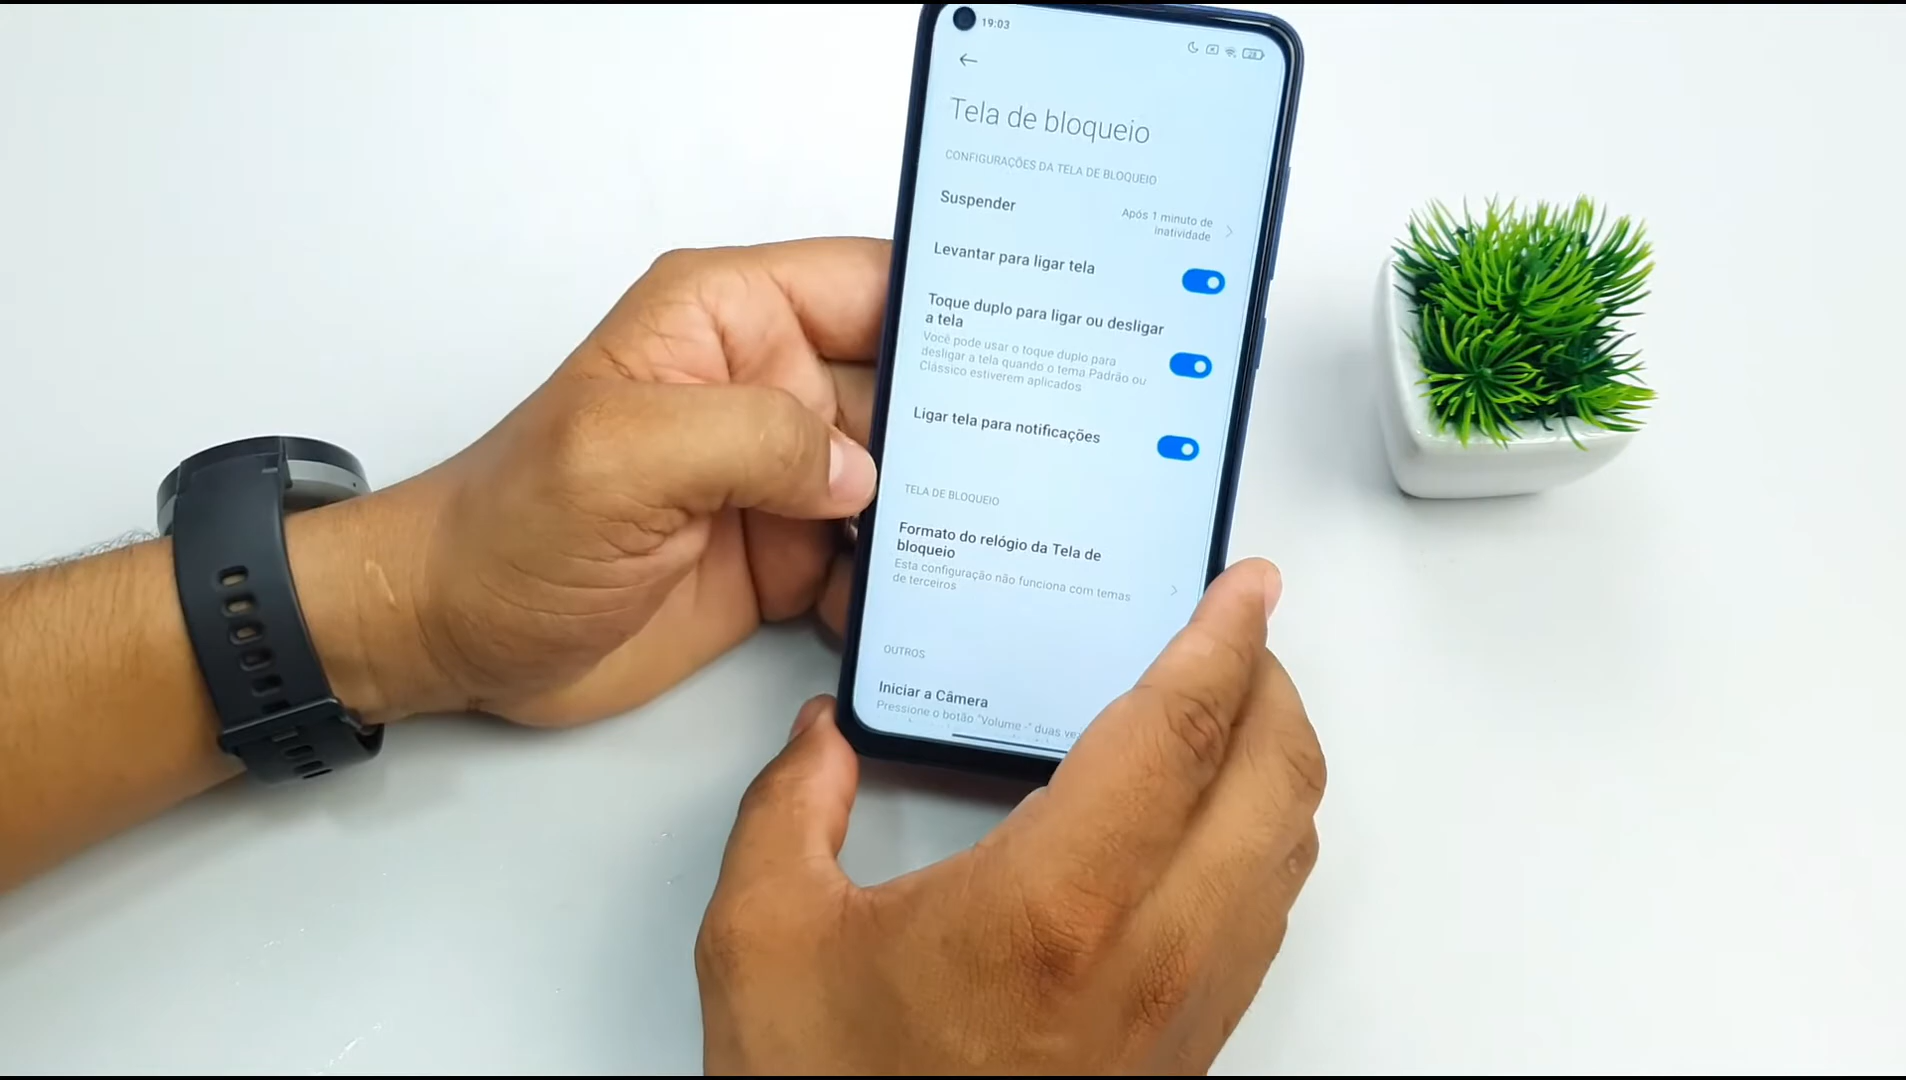 19:03
28
Tela de bloqueio
CONFIGURAÇÕES DA TELA DE BLOQUEIO
Suspender
Após 1 minuto de
inatividade
Levantar para ligar tela
Toque duplo para ligar ou desligar
a tela
Você pode usar o toque duplo para
desligar a tela quando o tema Padrão ou
Clássico estiverem aplicados
Ligar tela para notificações
TELA DE BLOQUEIO
Formato do relógio da Tela de
bloqueio
Esta configuração não funciona com temas
de terceiros
OUTROS
Iniciar a Câmera
Pressione o botão "Volume -" duas